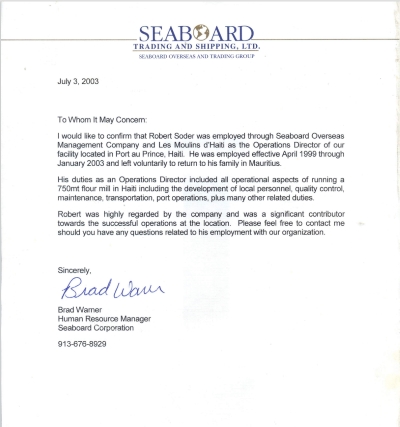 SEABOARD
TRADING AND SHIPPING, LTD.
SEABOARD OVERSEAS AND TRADING GROUP
July 3, 2003
To Whom It May Concern:
I would like to confirm that Robert Soder was employed through Seaboard Overseas
Management Company and Les Moulins d'Haiti as the Operations Director of our
facility located in Port au Prince, Haiti. He was employed effective April 1999 through
January 2003 and left voluntarily to return to his family in Mauritius.
His duties as an Operations Director included all operational aspects of running a
750mt flour mill in Haiti including the development of local personnel, quality control,
maintenance, transportation, port operations, plus many other related duties.
Robert was highly regarded by the company and was a significant contributor
towards the successful operations at the location. Please feel free to contact me
should you have any questions related to his employment with our organization.
Sincerely,
Brad Warner
Brad Warner
Human Resource Manager
Seaboard Corporation
913-676-8929